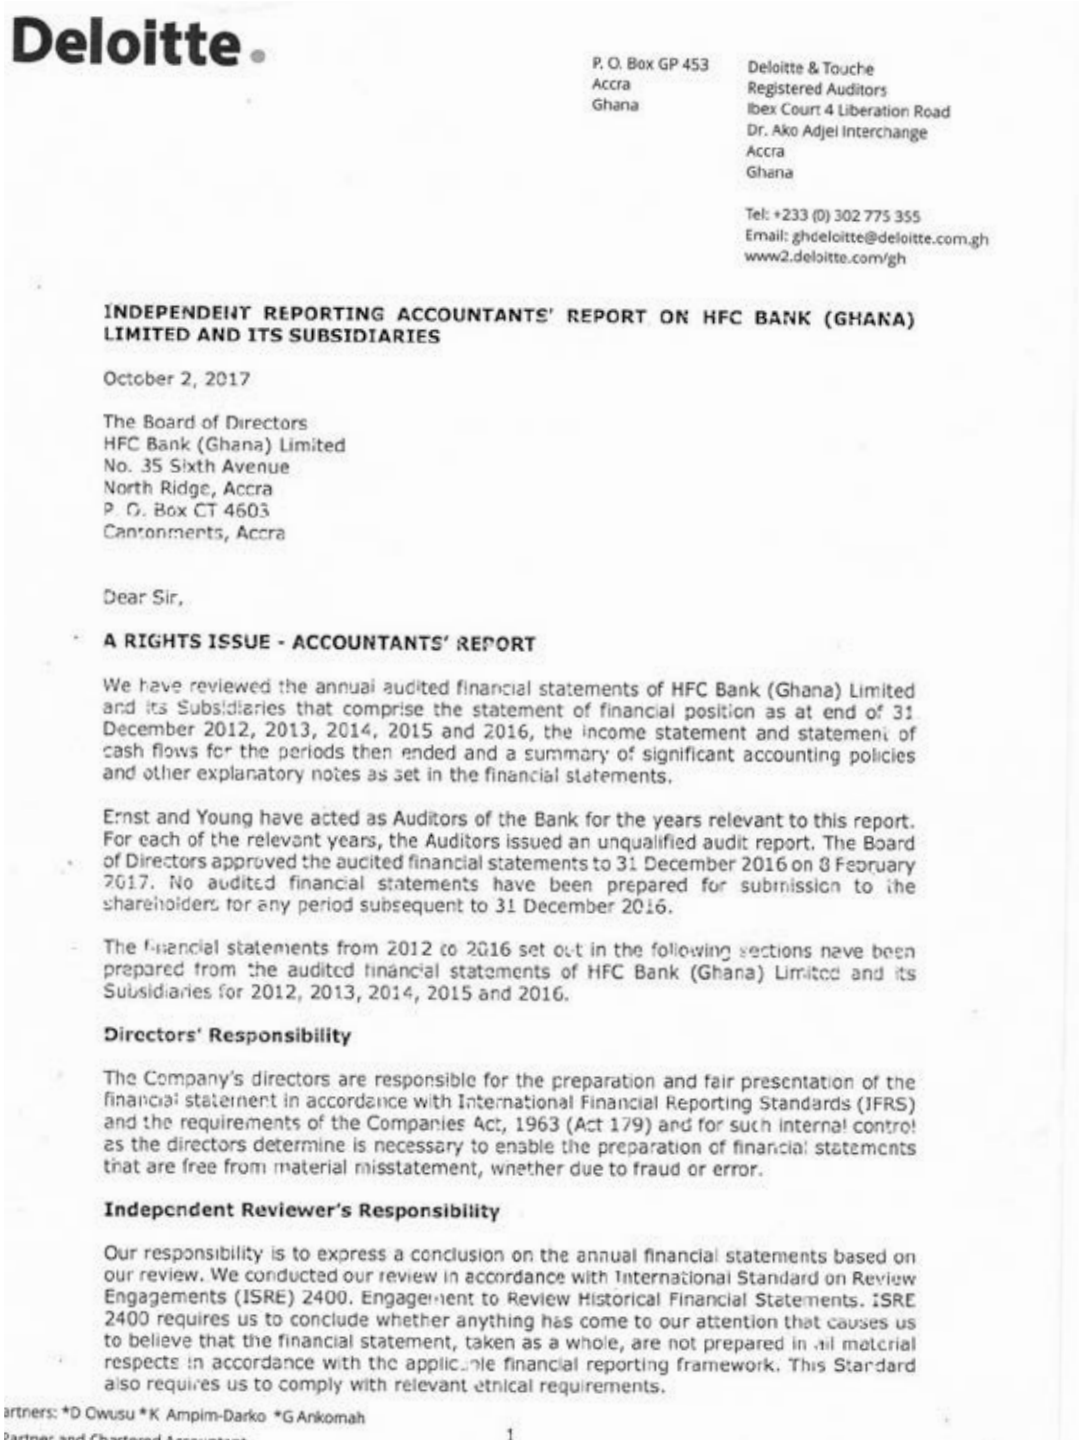 Deloitte.
P. O. Box GP 453
Accra
Ghana
Deloitte & Touche
Registered Auditors
Ibex Court 4 Liberation Road
Dr. Ako Adjei Interchange
Accra
Ghana
Tel: +233 (0) 302 775 355
Email: ghdeloitte@deloitte.com.gh
www2.deloitte.com/gh
INDEPENDENT REPORTING ACCOUNTANTS' REPORT ON HFC BANK (GHANA)
LIMITED AND ITS SUBSIDIARIES
October 2, 2017
The Board of Directors
HFC Bank (Ghana) Limited
No. 35 Sixth Avenue
North Ridge, Accra
P. O. Box CT 4603
Cantonments, Accra
Dear Sir,
A RIGHTS ISSUE - ACCOUNTANTS' REPORT
We have reviewed the annual audited financial statements of HFC Bank (Ghana) Limited
and its Subsidiaries that comprise the statement of financial position as at end of 31
December 2012, 2013, 2014, 2015 and 2016, the income statement and statement of
cash flows for the periods then ended and a summary of significant accounting policies
and other explanatory notes as set in the financial statements.
Ernst and Young have acted as Auditors of the Bank for the years relevant to this report.
For each of the relevant years, the Auditors issued an unqualified audit report. The Board
of Directors approved the audited financial statements to 31 December 2016 on 8 February
2017. No audited financial statements have been prepared for submission to the
shareholders for any period subsequent to 31 December 2016.
The financial statements from 2012 to 2016 set out in the following sections have been
prepared from the audited financial statements of HFC Bank (Ghana) Limited and its
Subsidiaries for 2012, 2013, 2014, 2015 and 2016.
Directors' Responsibility
The Company's directors are responsible for the preparation and fair presentation of the
financial statement in accordance with International Financial Reporting Standards (IFRS)
and the requirements of the Companies Act, 1963 (Act 179) and for such internal control
as the directors determine is necessary to enable the preparation of financial statements
that are free from material misstatement, whether due to fraud or error.
Independent Reviewer's Responsibility
Our responsibility is to express a conclusion on the annual financial statements based on
our review. We conducted our review in accordance with International Standard on Review
Engagements (ISRE) 2400. Engagement to Review Historical Financial Statements. ISRE
2400 requires us to conclude whether anything has come to our attention that causes us
to believe that the financial statement, taken as a whole, are not prepared in all material
respects in accordance with the applicable financial reporting framework. This Standard
also requires us to comply with relevant ethical requirements.
artners: *D Owusu *K Ampim-Darko *G Ankomah
Partner and Chartered Accountant
1